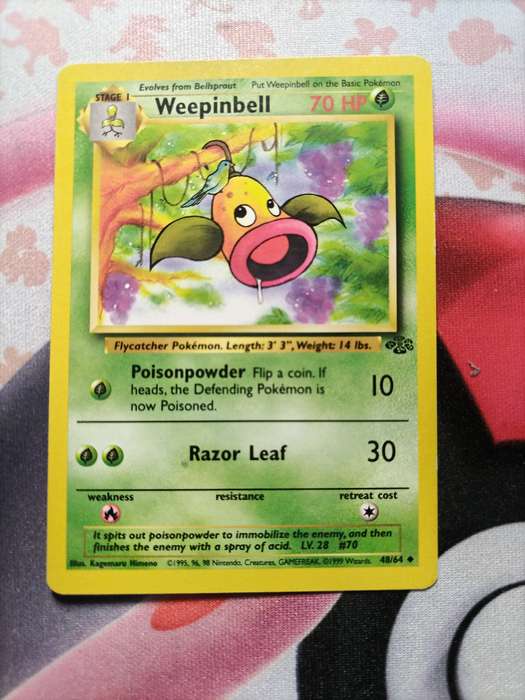 Evolves from Bellsprout Put Weepinbell on the Basic Pokémon
STAGE 1
Weepinbell 70 HP
Flycatcher Pokémon. Length: 3' 3", Weight: 14 lbs.
Poisonpowder Flip a coin. If
heads, the Defending Pokémon is
now Poisoned.
10
Razor Leaf 30
weakness resistance retreat cost
It spits out poisonpowder to immobilize the enemy, and then
finishes the enemy with a spray of acid. LV. 28 #70
Illus. Kagemaru Himeno ©1995, 96, 98 Nintendo, Creatures, GAMEFREAK. ©1999 Wizards. 48/64